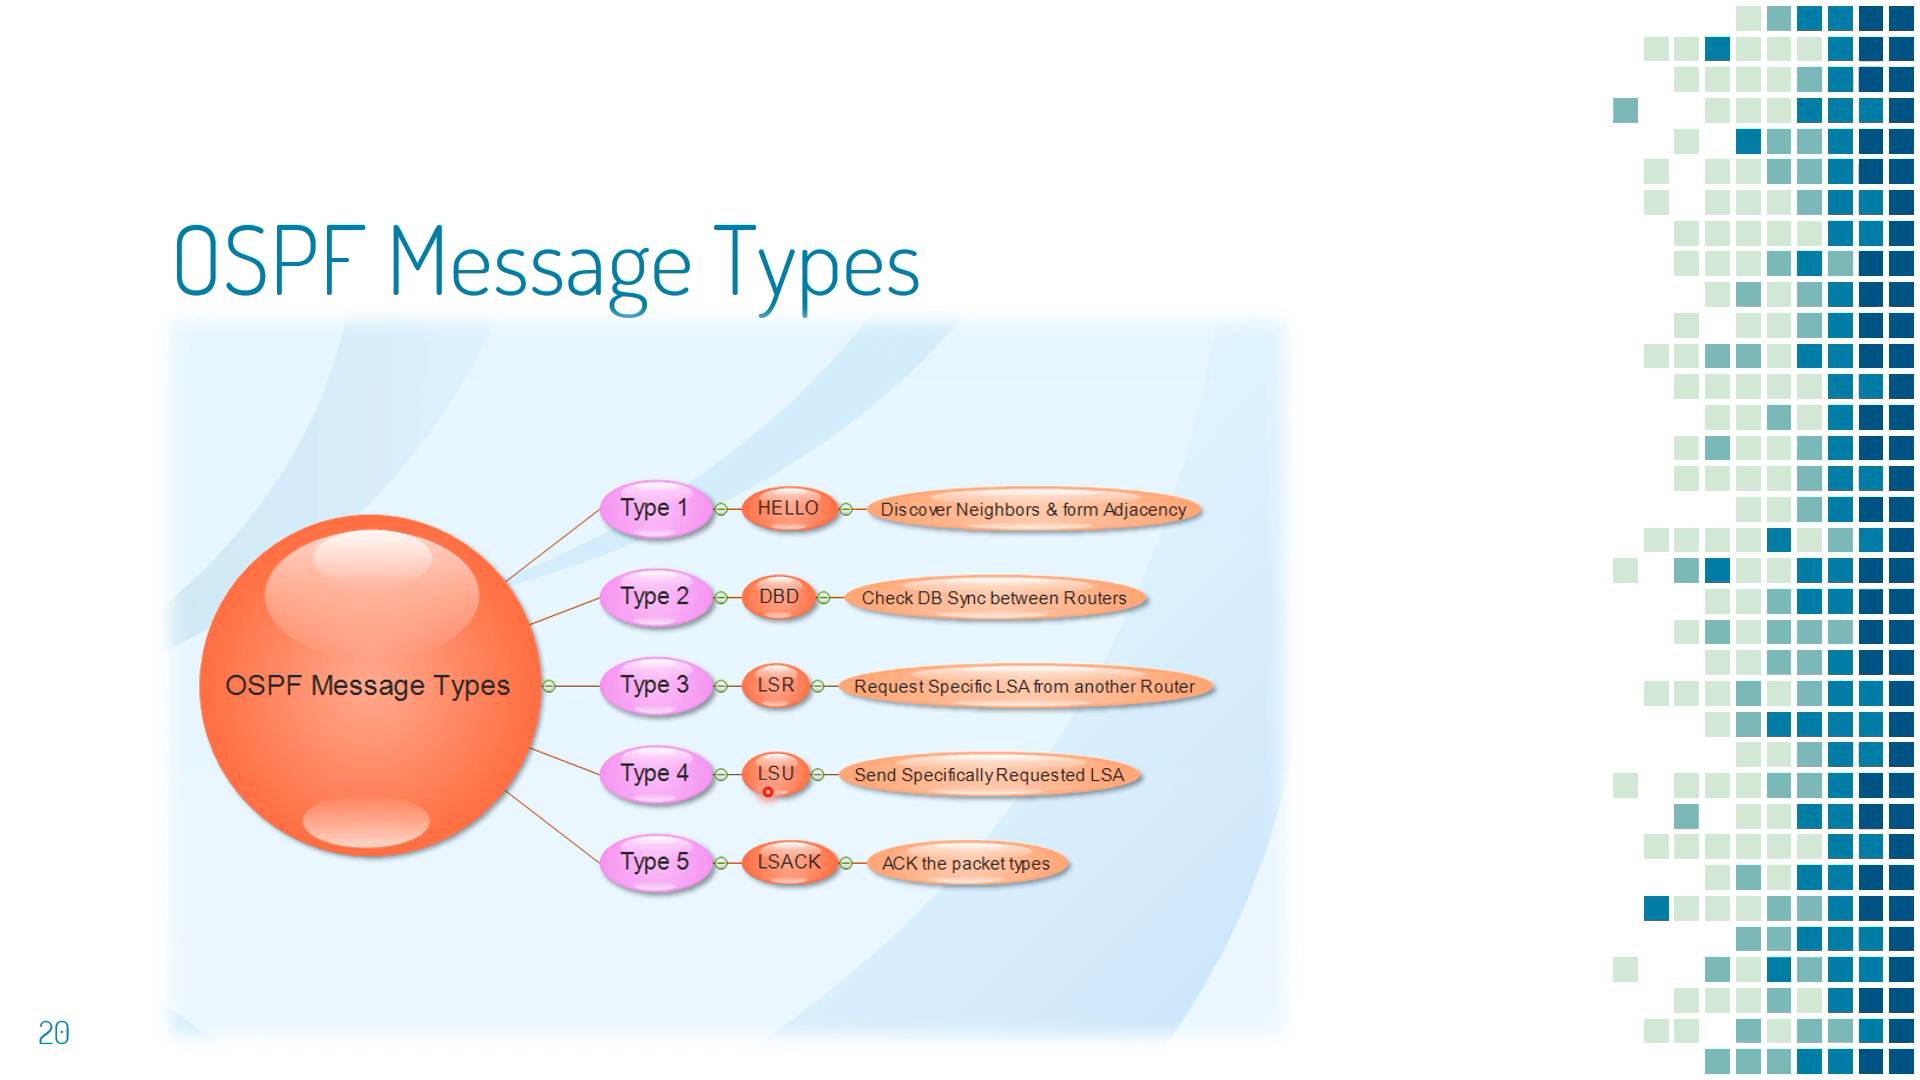 OSPF Message Types
OSPF Message Types
Type 1 HELLO Discover Neighbors & form Adjacency
Type 2 DBD Check DB Sync between Routers
Type 3 LSR Request Specific LSA from another Router
Type 4 LSU Send Specifically Requested LSA
Type 5 LSACK ACK the packet types
20